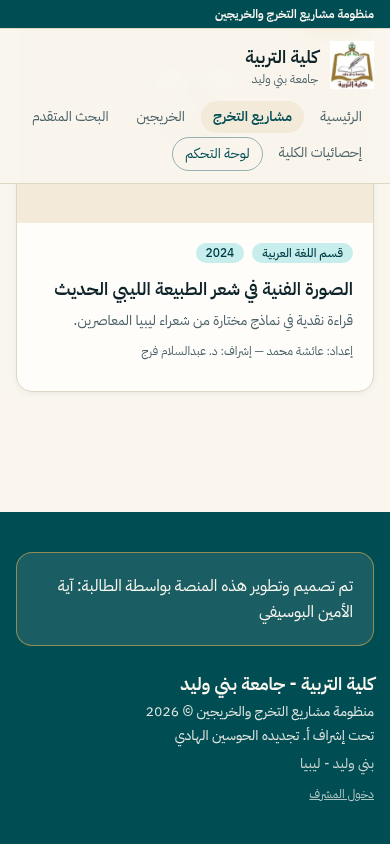 منظومة مشاريع التخرج والخريجين
كلية التربية
جامعة بني وليد
الرئيسية
مشاريع التخرج
الخريجين
البحث المتقدم
إحصائيات الكلية
لوحة التحكم
قسم اللغة العربية
2024
الصورة الفنية في شعر الطبيعة الليبي الحديث
قراءة نقدية في نماذج مختارة من شعراء ليبيا المعاصرين.
إعداد: عائشة محمد — إشراف: د. عبدالسلام فرج
تم تصميم وتطوير هذه المنصة بواسطة الطالبة: آية
الأمين البوسيفي
كلية التربية - جامعة بني وليد
منظومة مشاريع التخرج والخريجين © 2026
تحت إشراف أ. تجديده الحوسين الهادي
بني وليد - ليبيا
دخول المشرف